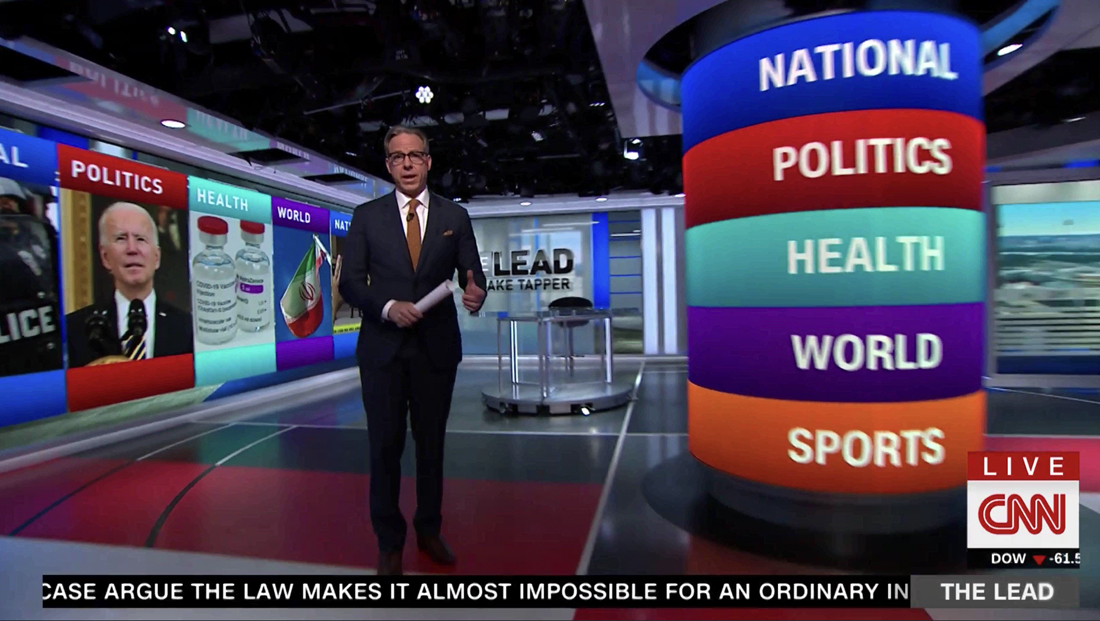 NATIONAL
POLITICS
HEALTH
WORLD
SPORTS
AL
POLITICS
HEALTH
WORLD
NAT
LICE
LEAD
AKE TAPPER
LIVE
CNN
DOW ▼ -61.5
CASE ARGUE THE LAW MAKES IT ALMOST IMPOSSIBLE FOR AN ORDINARY IN
THE LEAD